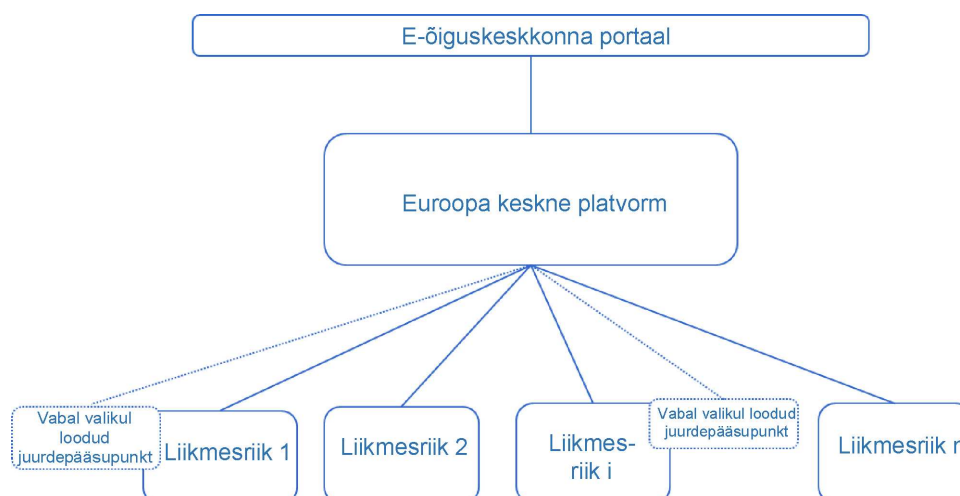 E-õiguskeskkonna portaal
Euroopa keskne platvorm
Vabal valikul
loodud
juurdepääsupunkt
Liikmesriik 1
Liikmesriik 2
Liikmes-
riik i
Vabal valikul loodud
juurdepääsupunkt
Liikmesriik n